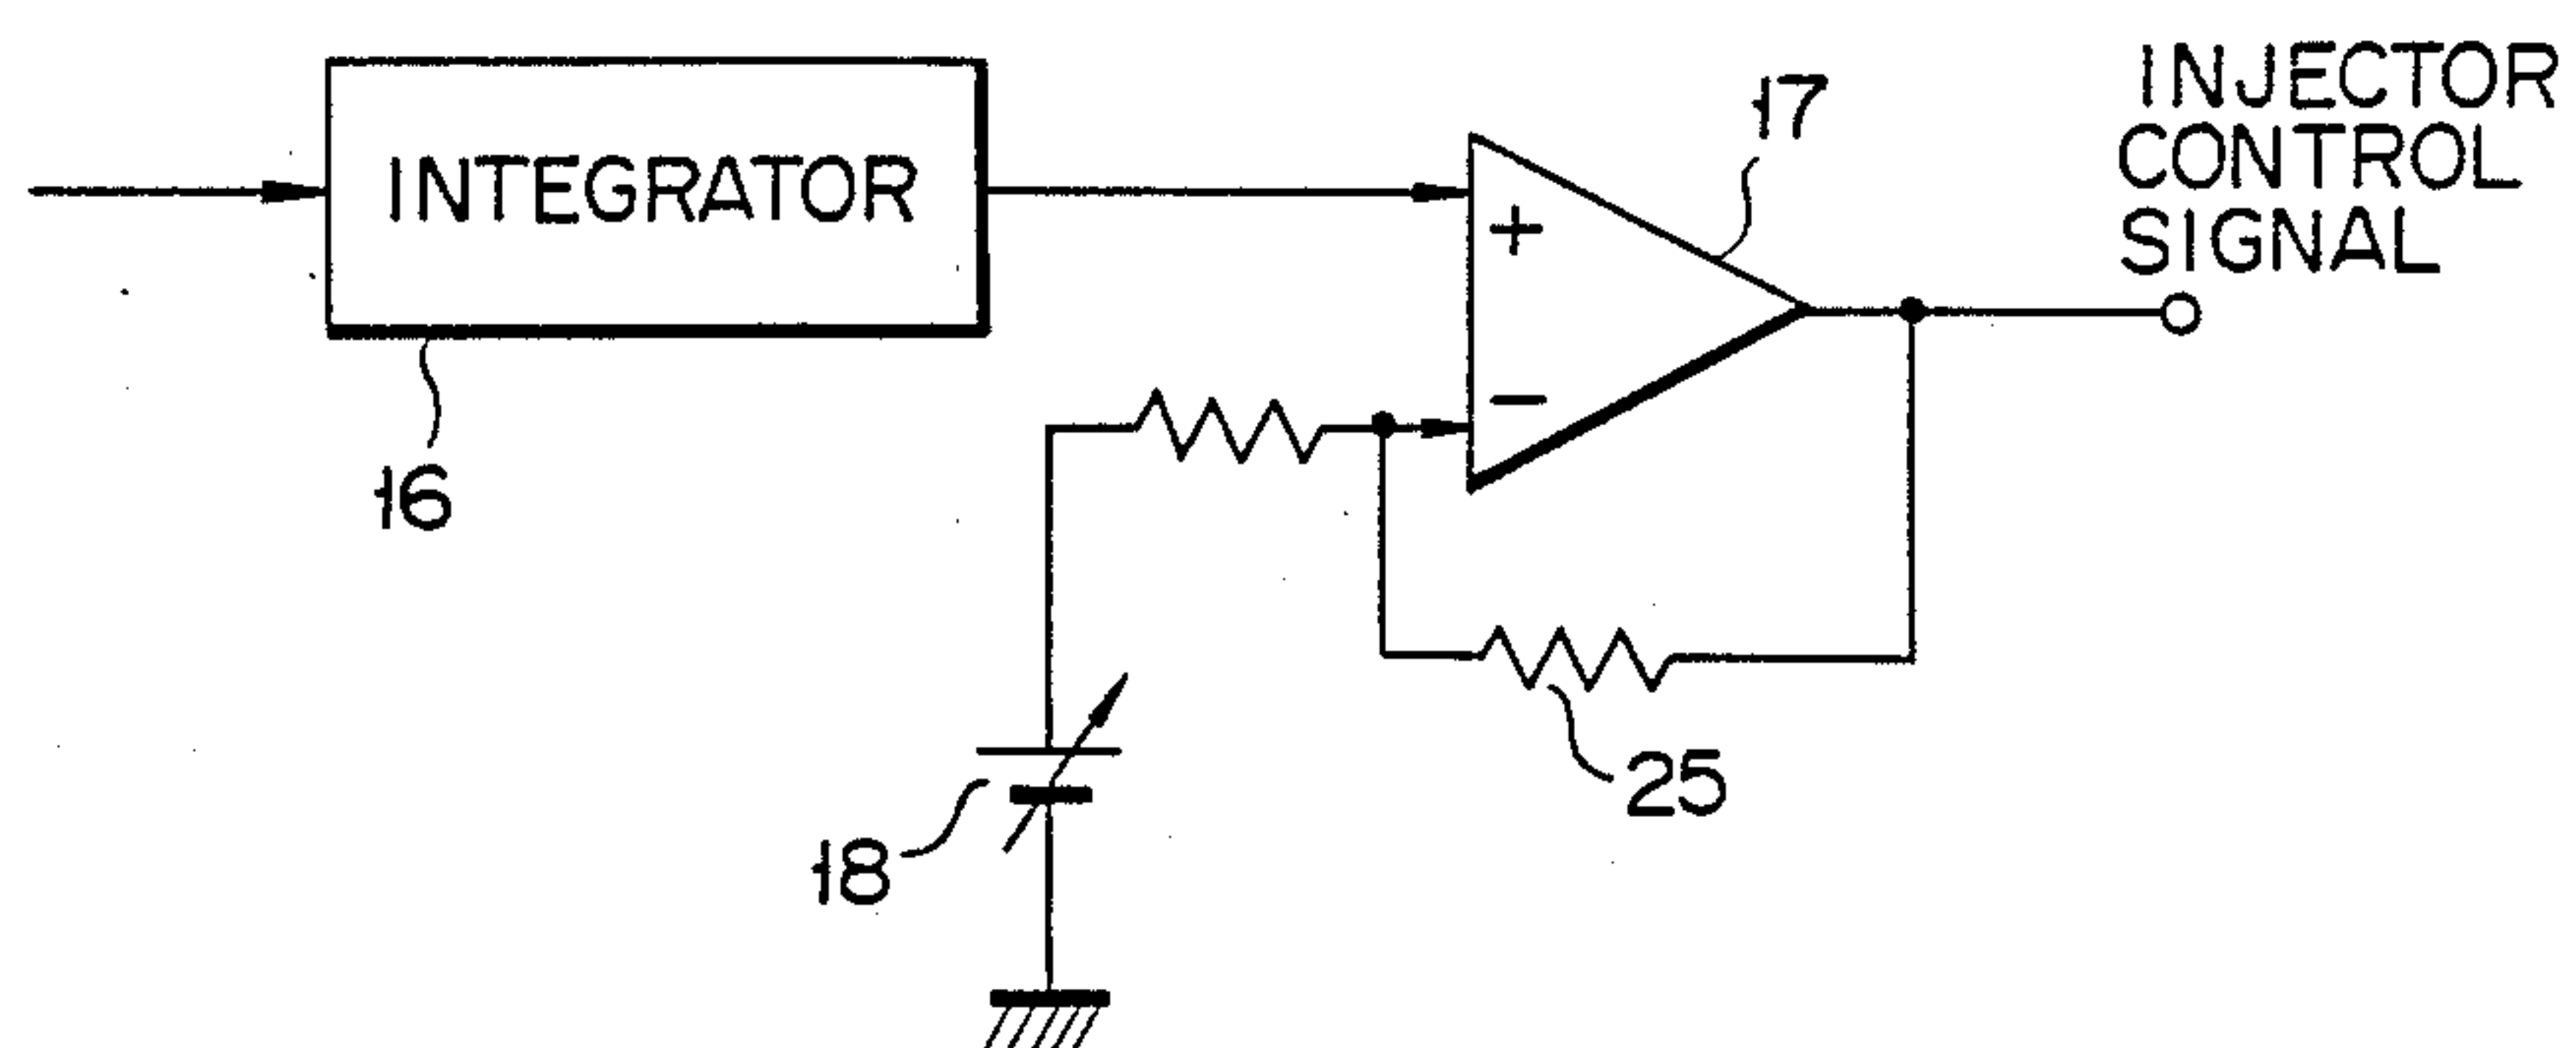 INTEGRATOR
16
17
+
−
INJECTOR
CONTROL
SIGNAL
18
25